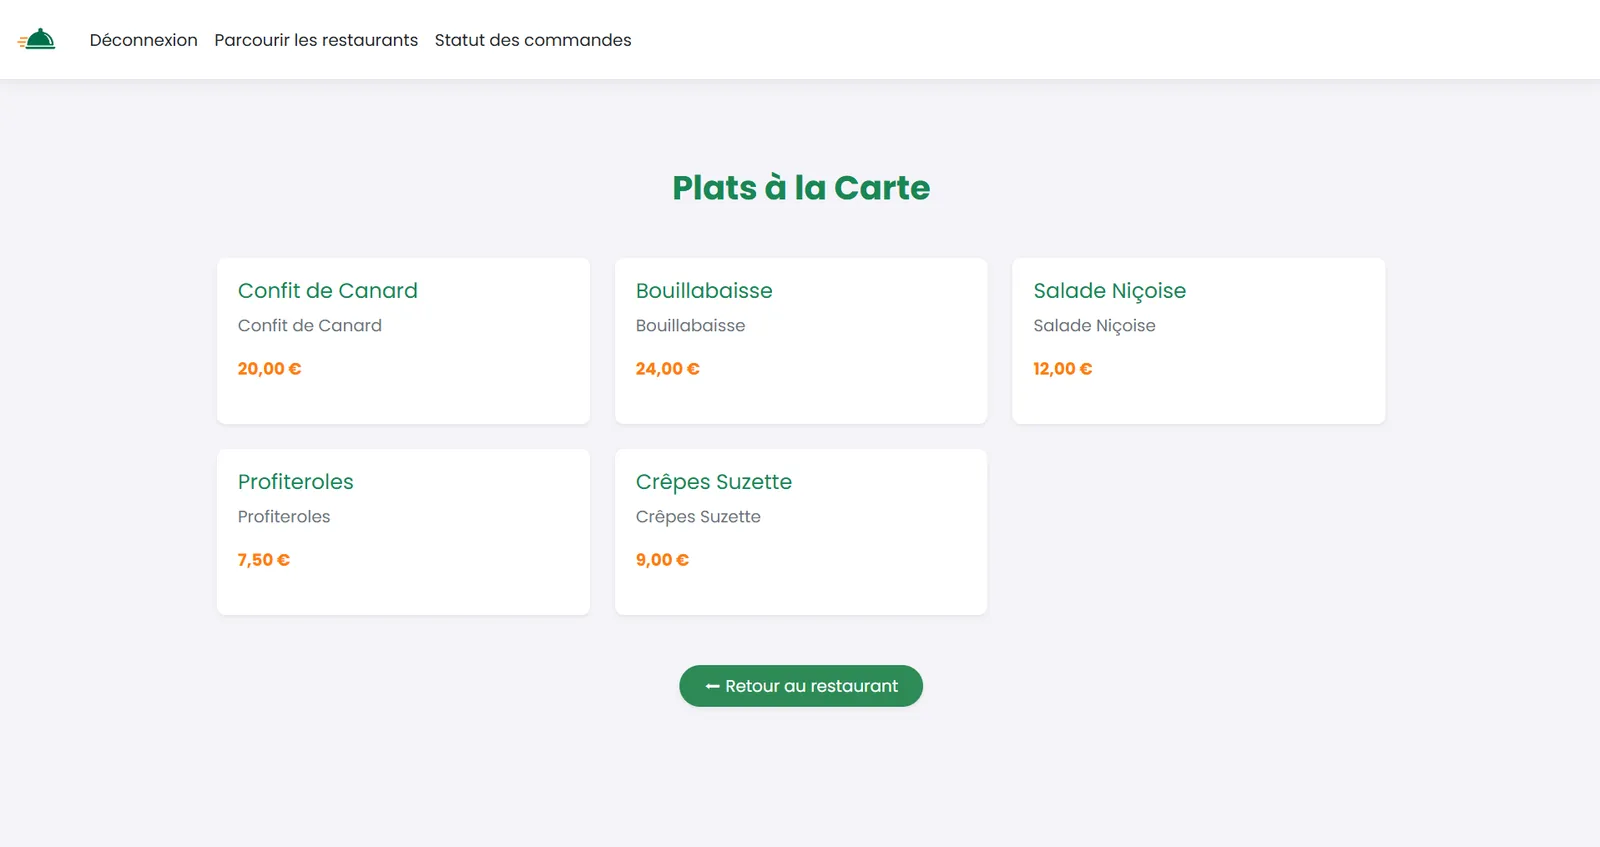 Déconnexion Parcourir les restaurants Statut des commandes
Plats à la Carte
Confit de Canard
Confit de Canard
20,00 €
Bouillabaisse
Bouillabaisse
24,00 €
Salade Niçoise
Salade Niçoise
12,00 €
Profiteroles
Profiteroles
7,50 €
Crêpes Suzette
Crêpes Suzette
9,00 €
⬅ Retour au restaurant